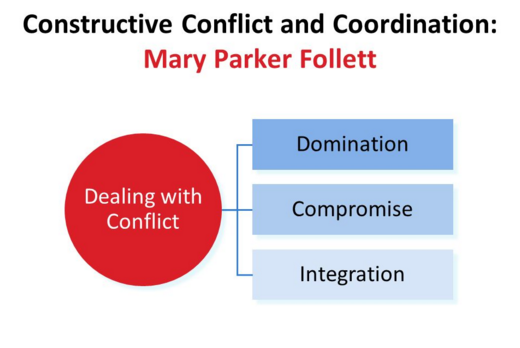 Constructive Conflict and Coordination:
Mary Parker Follett
Dealing with
Conflict
Domination
Compromise
Integration